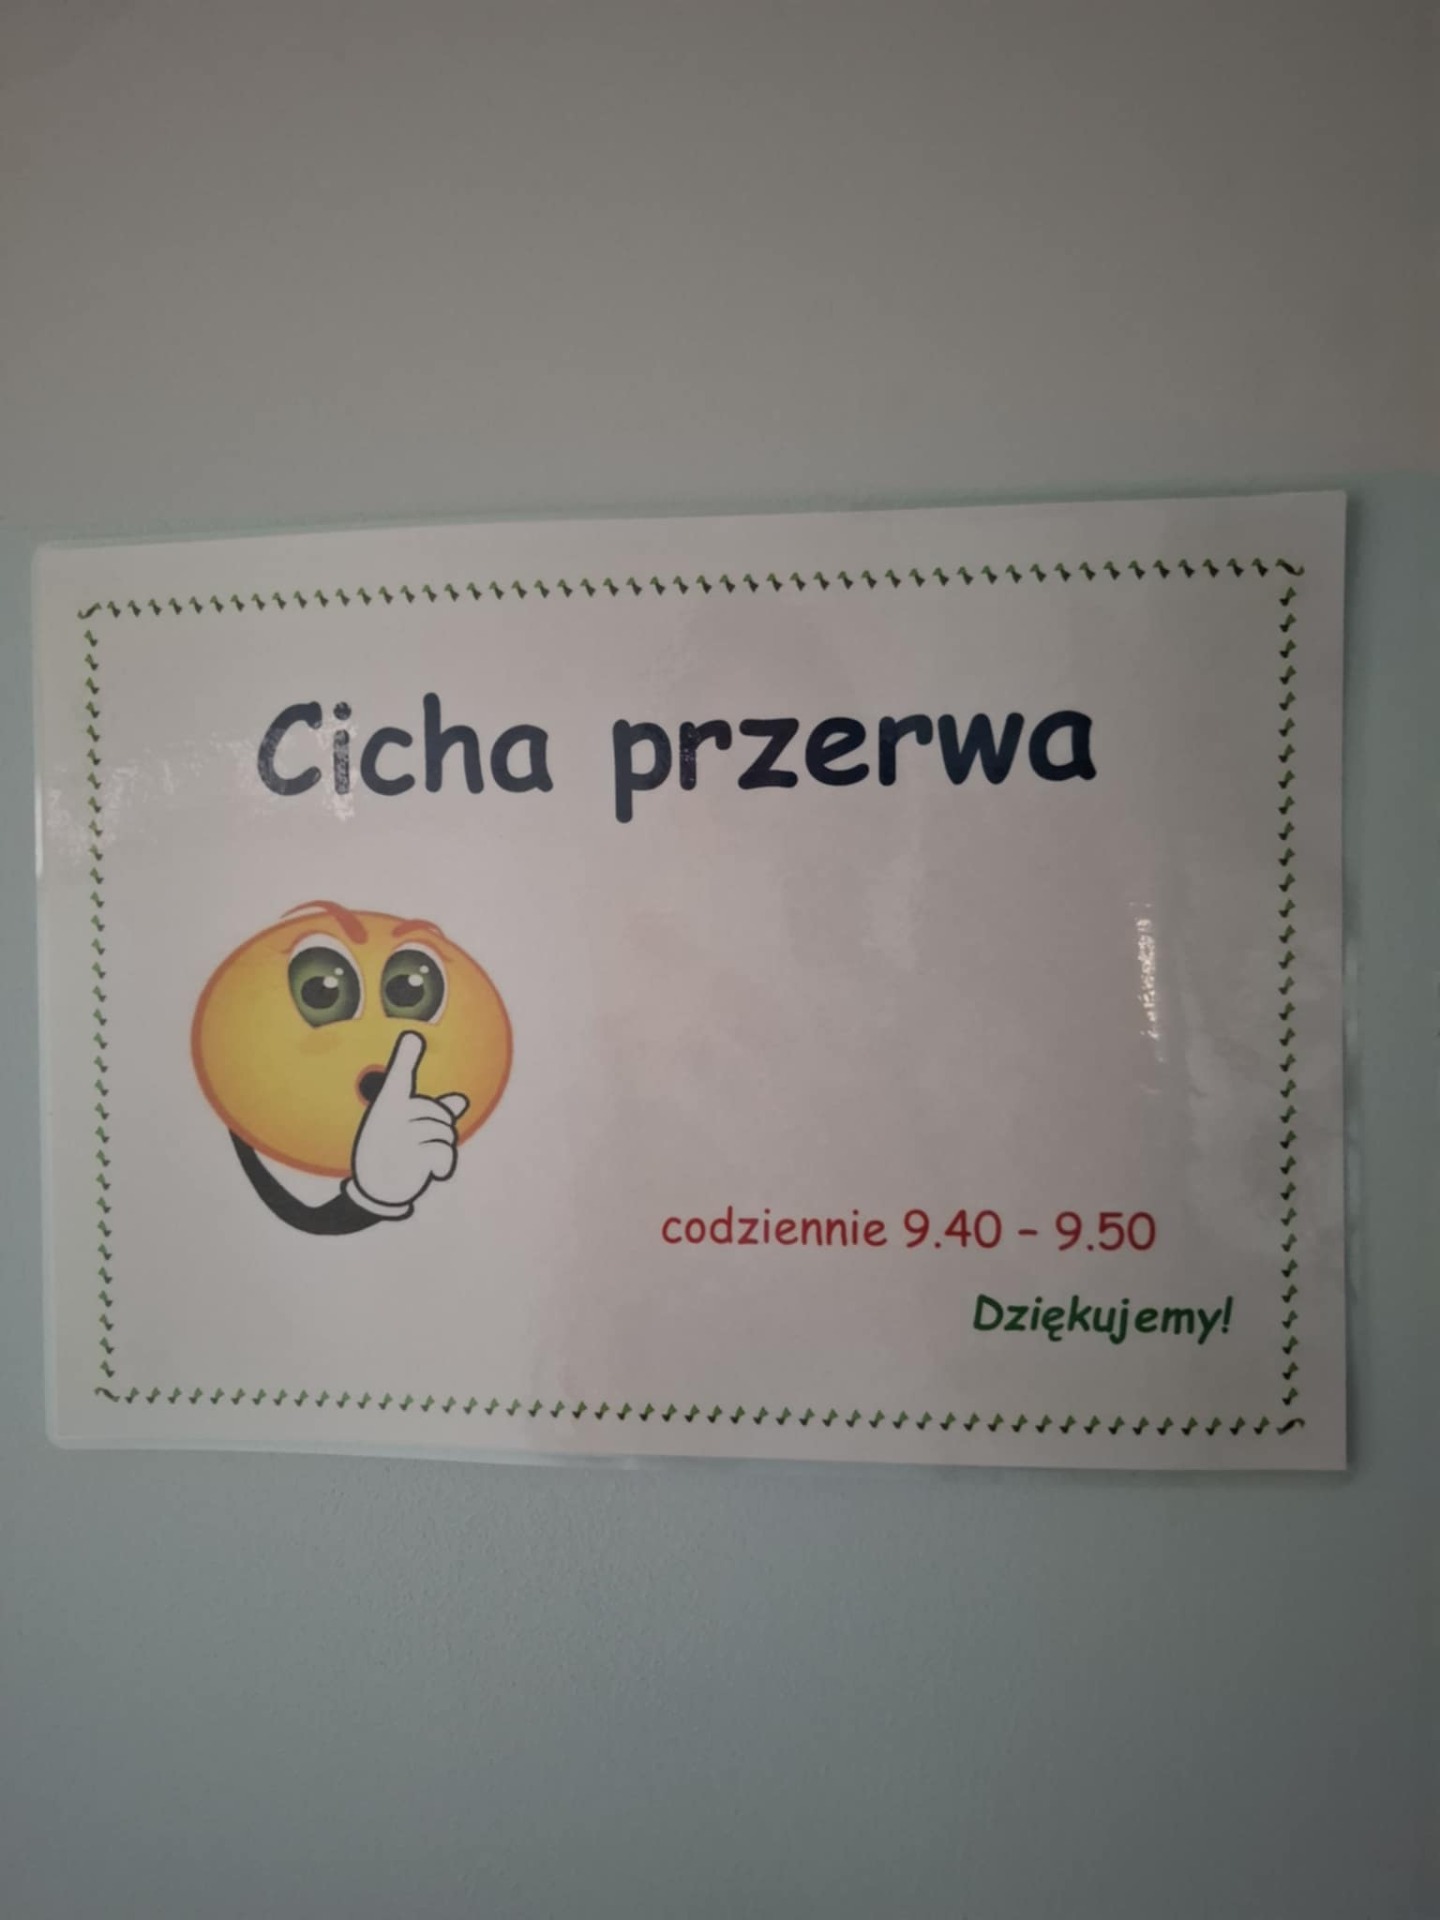 Cicha przerwa
codziennie 9.40 - 9.50
Dziękujemy!